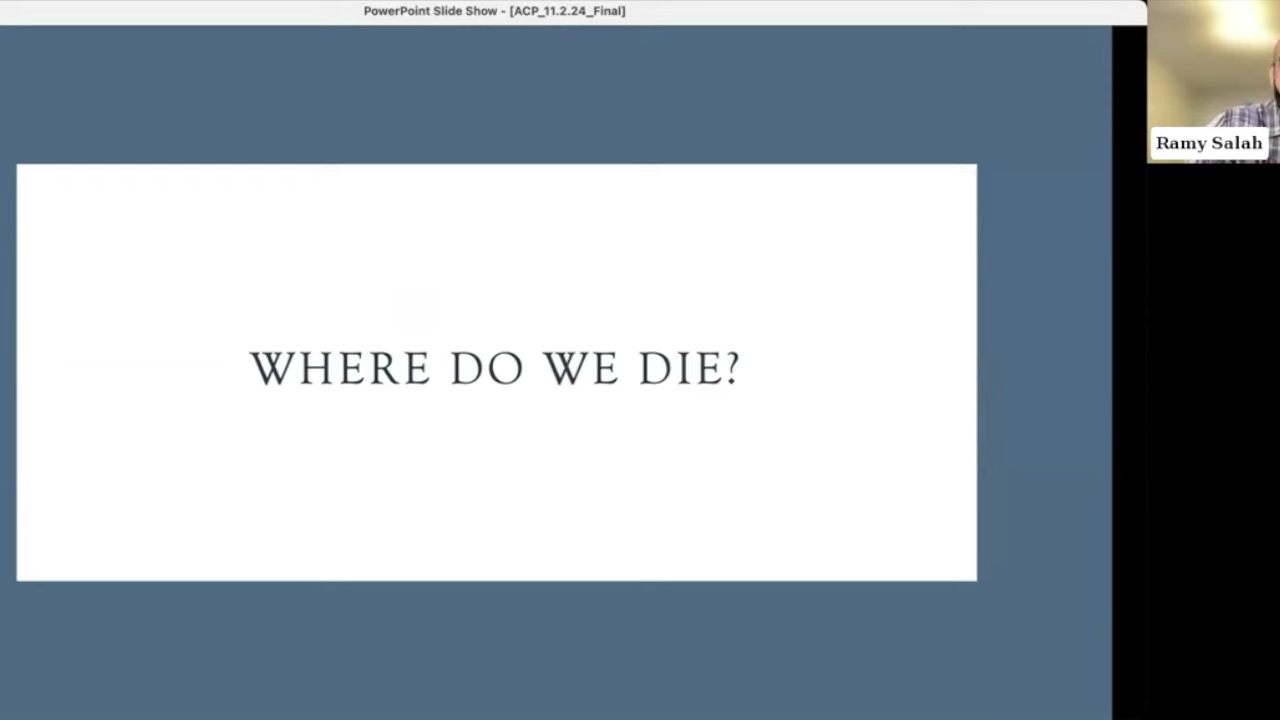 PowerPoint Slide Show - [ACP_11.2.24_Final]
Ramy Salah
WHERE DO WE DIE?